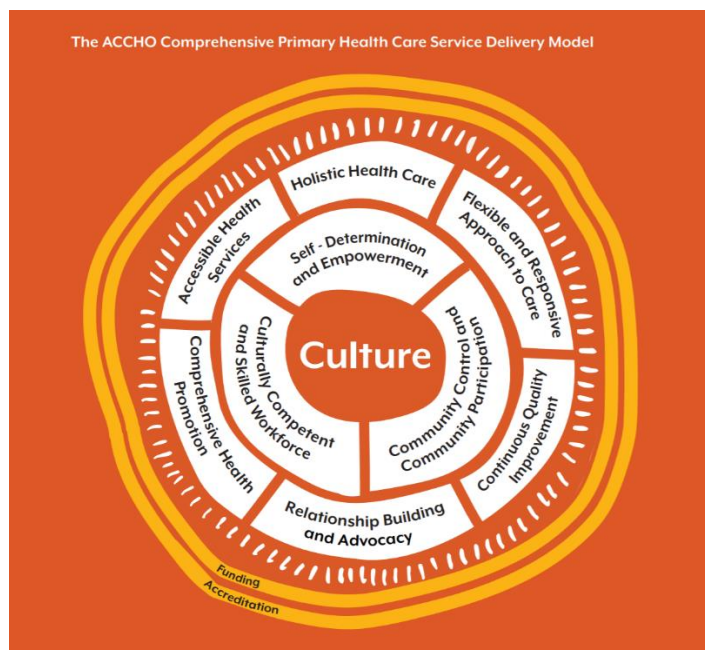 The ACCHO Comprehensive Primary Health Care Service Delivery Model
Holistic Health Care
Flexible and Responsive
Approach to Care
Continuous Quality
Improvement
Relationship Building
and Advocacy
Comprehensive Health
Promotion
Accessible Health
Services
Self - Determination
and Empowerment
Community Control and
Community Participation
Culturally Competent
and Skilled Workforce
Culture
Funding
Accreditation